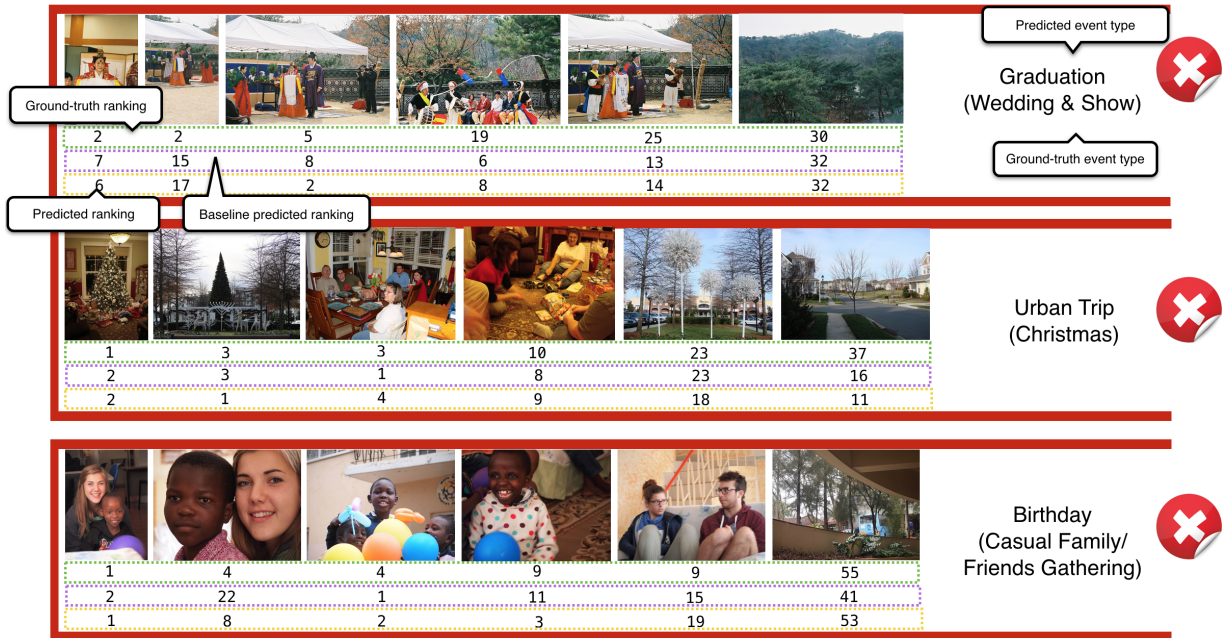 Predicted event type
Graduation
(Wedding & Show)
Ground-truth event type
Ground-truth ranking
2 2 5 19 25 30
7 15 8 6 13 32
6 17 2 8 14 32
Predicted ranking
Baseline predicted ranking
Urban Trip
(Christmas)
1 3 3 10 23 37
2 3 1 8 23 16
2 1 4 9 18 11
Birthday
(Casual Family/
Friends Gathering)
1 4 4 9 9 55
2 22 1 11 15 41
1 8 2 3 19 53